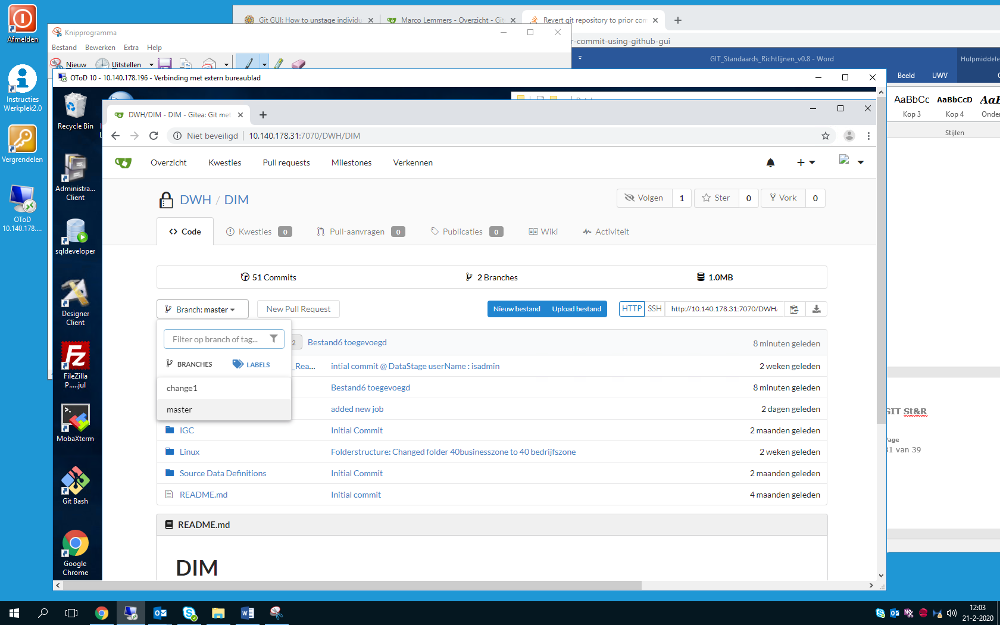 Afmelden
Instructies
Werkplek2.0
Vergrendelen
OToD
10.140.178....
Git GUI: How to unstage individu
Marco Lemmers - Overzicht - Git
Revert git repository to prior com
r-commit-using-github-gui
Knipprogramma
Bestand Bewerken Extra Help
Nieuw Uitstellen
GIT_Standaards_Richtlijnen_v0.8 - Word
Hulpmiddele
Beeld UWV
AaBbCc AaBbCcD
Kop 3 Kop 4 Onder
Stijlen
GIT St&R
Page
31 van 39
OToD 10 - 10.140.178.196 - Verbinding met extern bureaublad
Recycle Bin
Administra...
Client
sqldeveloper
Designer
Client
FileZilla
P.....jul
MobaXterm
Git Bash
Google
Chrome
DWH/DIM - DIM - Gitea: Git met
Niet beveiligd 10.140.178.31:7070/DWH/DIM
Overzicht Kwesties Pull requests Milestones Verkennen
DWH / DIM
Volgen 1 Ster 0 Vork 0
Code Kwesties 0 Pull-aanvragen 0 Publicaties 0 Wiki Activiteit
51 Commits 2 Branches 1.0MB
Branch: master New Pull Request Nieuw bestand Upload bestand HTTP SSH http://10.140.178.31:7070/DWH/
Filter op branch of tag...
BRANCHES LABELS
change1
master
2 Bestand6 toegevoegd 8 minuten geleden
_Rea... intial commit @ DataStage userName : isadmin 2 weken geleden
Bestand6 toegevoegd 8 minuten geleden
added new job 2 dagen geleden
IGC Initial Commit 2 maanden geleden
Linux Folderstructure: Changed folder 40businesszone to 40 bedrijfszone 2 weken geleden
Source Data Definitions Initial Commit 2 maanden geleden
README.md Initial commit 4 maanden geleden
README.md
DIM
12:03
21-2-2020